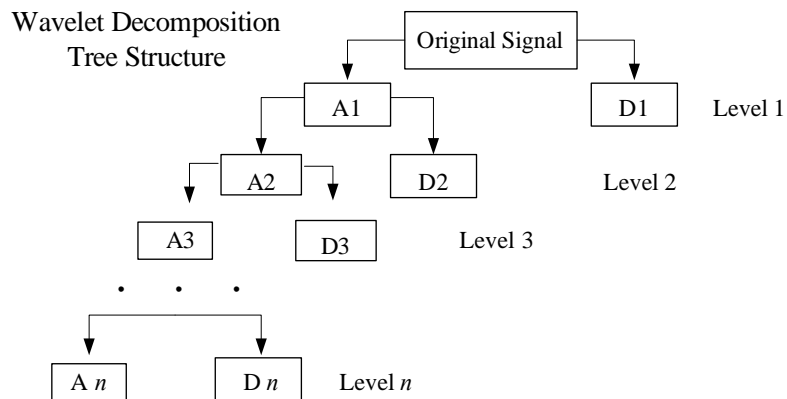 Wavelet Decomposition
Tree Structure
Original Signal
A1
D1
Level 1
A2
D2
Level 2
A3
D3
Level 3
. . .
A n
D n
Level n